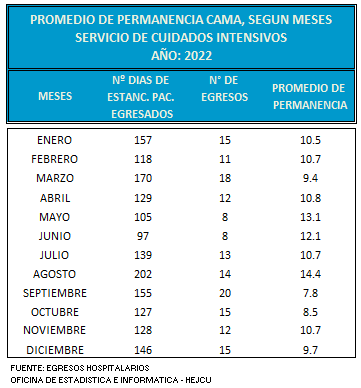 PROMEDIO DE PERMANENCIA CAMA, SEGUN MESES
SERVICIO DE CUIDADOS INTENSIVOS
AÑO: 2022
MESES Nº DIAS DE ESTANC. PAC. EGRESADOS N° DE EGRESOS PROMEDIO DE PERMANENCIA
ENERO 157 15 10.5
FEBRERO 118 11 10.7
MARZO 170 18 9.4
ABRIL 129 12 10.8
MAYO 105 8 13.1
JUNIO 97 8 12.1
JULIO 139 13 10.7
AGOSTO 202 14 14.4
SEPTIEMBRE 155 20 7.8
OCTUBRE 127 15 8.5
NOVIEMBRE 128 12 10.7
DICIEMBRE 146 15 9.7
FUENTE: EGRESOS HOSPITALARIOS
OFICINA DE ESTADISTICA E INFORMATICA - HEJCU